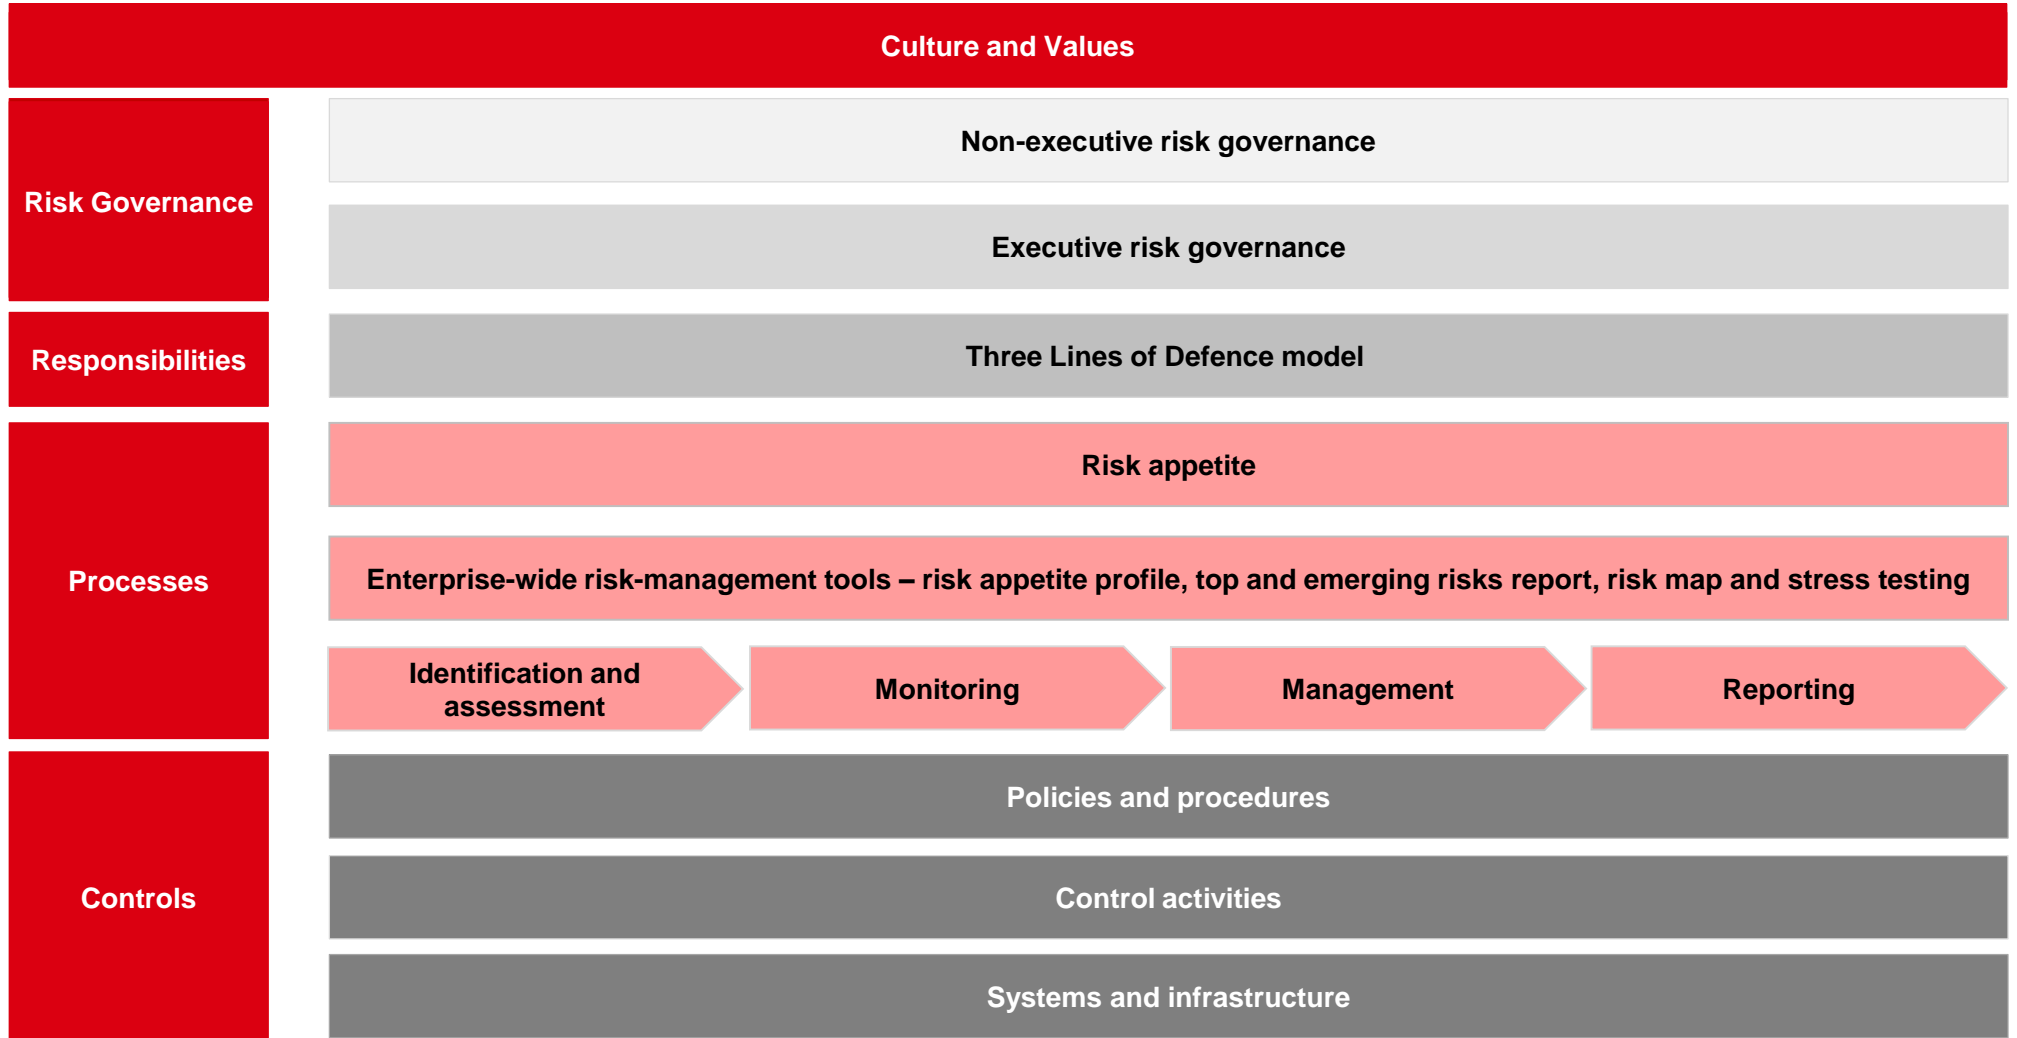 Culture and Values
Risk Governance
Non-executive risk governance
Executive risk governance
Responsibilities
Three Lines of Defence model
Processes
Risk appetite
Enterprise-wide risk-management tools – risk appetite profile, top and emerging risks report, risk map and stress testing
Identification and
assessment
Monitoring
Management
Reporting
Controls
Policies and procedures
Control activities
Systems and infrastructure